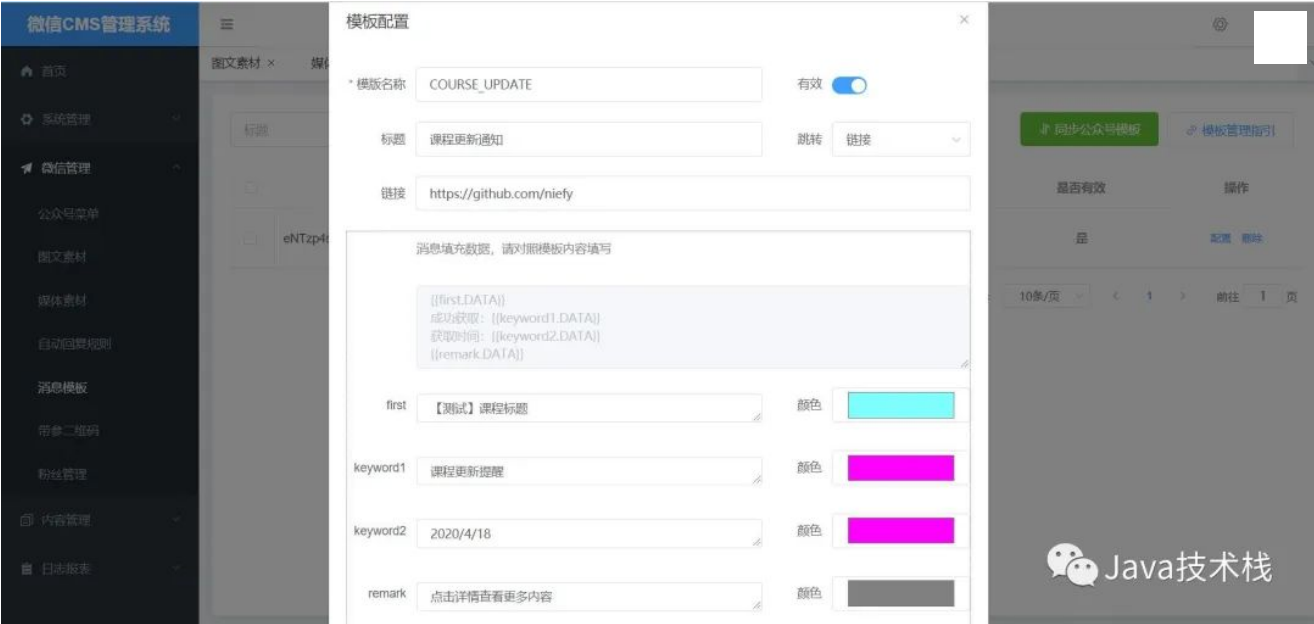 微信CMS管理系统
首页
系统管理
微信管理
公众号菜单
图文素材
媒体素材
自动回复规则
消息模板
带参二维码
粉丝管理
内容管理
日志报表
图文素材 ×
媒体
标题
eNTzp4s
模板配置
* 模版名称 COURSE_UPDATE 有效
标题 课程更新通知 跳转 链接
链接 https://github.com/niefy
消息填充数据，请对照模板内容填写
{{first.DATA}}
成功获取：{{keyword1.DATA}}
获取时间：{{keyword2.DATA}}
{{remark.DATA}}
first 【测试】课程标题 颜色
keyword1 课程更新提醒 颜色
keyword2 2020/4/18 颜色
remark 点击详情查看更多内容 颜色
同步公众号模板 模板管理指引
是否有效 操作
是 配置 删除
10条/页 1 前往 1 页
Java技术栈